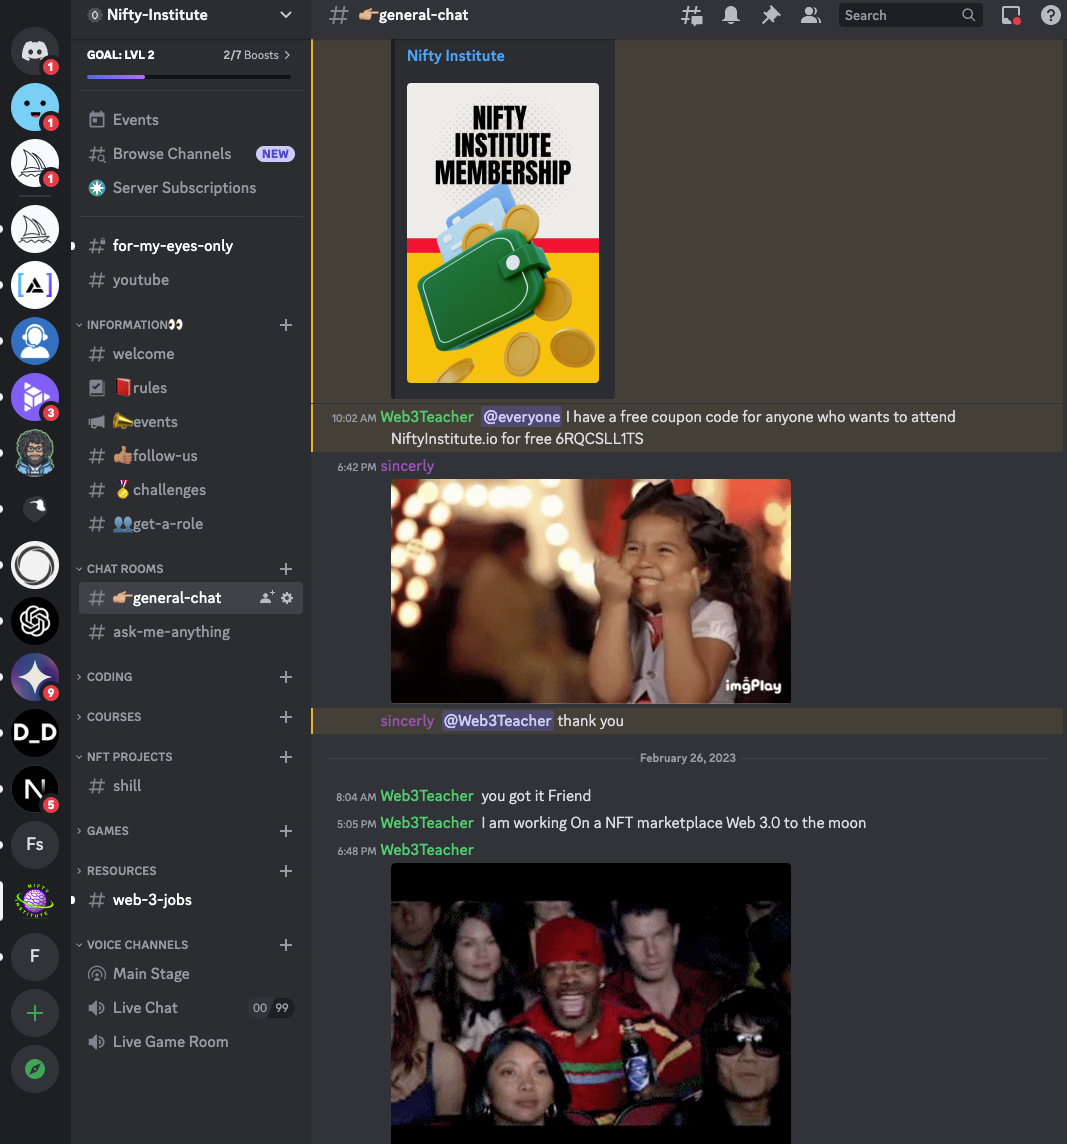 Nifty-Institute
GOAL: LVL 2
2/7 Boosts
Events
Browse Channels
NEW
Server Subscriptions
for-my-eyes-only
youtube
INFORMATION👀
welcome
📕rules
📣events
👍🏽follow-us
🏅challenges
👥get-a-role
CHAT ROOMS
👉🏼general-chat
ask-me-anything
CODING
COURSES
NFT PROJECTS
shill
GAMES
RESOURCES
web-3-jobs
VOICE CHANNELS
Main Stage
Live Chat
00 99
Live Game Room
1
1
1
3
9
D_D
N
5
Fs
NIFTY
INSTITUTE
F
👉🏼general-chat
Search
Nifty Institute
NIFTY
INSTITUTE
MEMBERSHIP
10:02 AM Web3Teacher @everyone I have a free coupon code for anyone who wants to attend
NiftyInstitute.io for free 6RQCSLL1TS
6:42 PM sincerly
imgPlay
sincerly @Web3Teacher thank you
February 26, 2023
8:04 AM Web3Teacher you got it Friend
5:05 PM Web3Teacher I am working On a NFT marketplace Web 3.0 to the moon
6:48 PM Web3Teacher